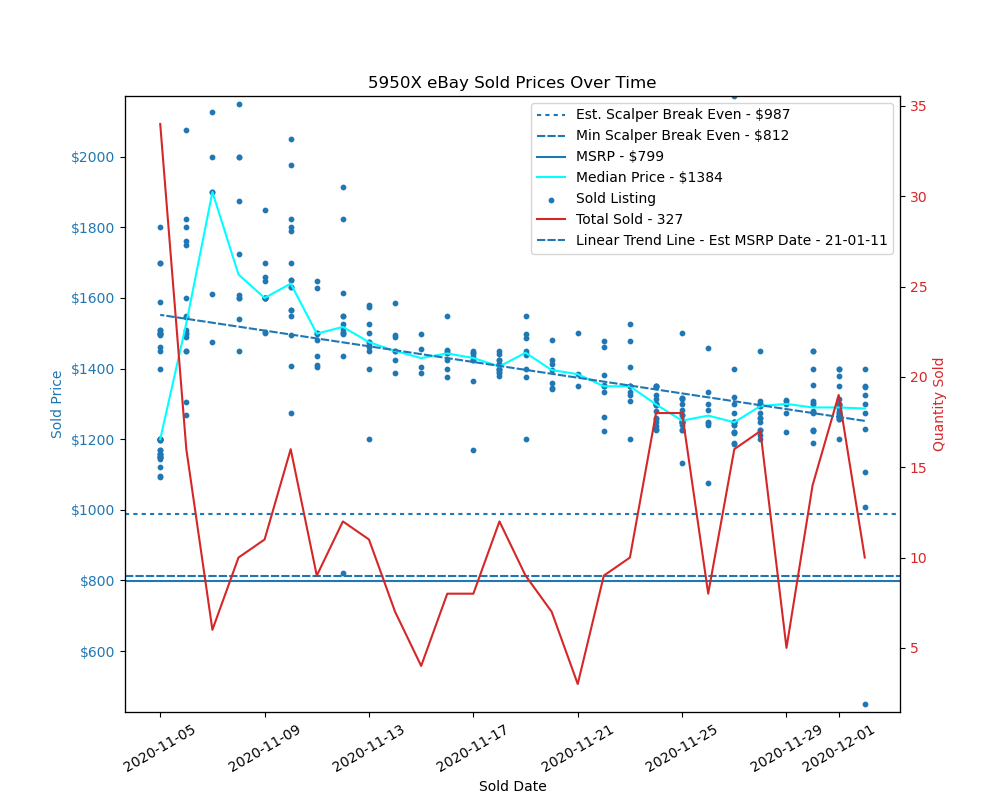 5950X eBay Sold Prices Over Time
Est. Scalper Break Even - $987
Min Scalper Break Even - $812
MSRP - $799
Median Price - $1384
Sold Listing
Total Sold - 327
Linear Trend Line - Est MSRP Date - 21-01-11
$2000
$1800
$1600
$1400
$1200
$1000
$800
$600
Sold Price
35
30
25
20
15
10
5
Quantity Sold
2020-11-05
2020-11-09
2020-11-13
2020-11-17
2020-11-21
2020-11-25
2020-11-29
2020-12-01
Sold Date